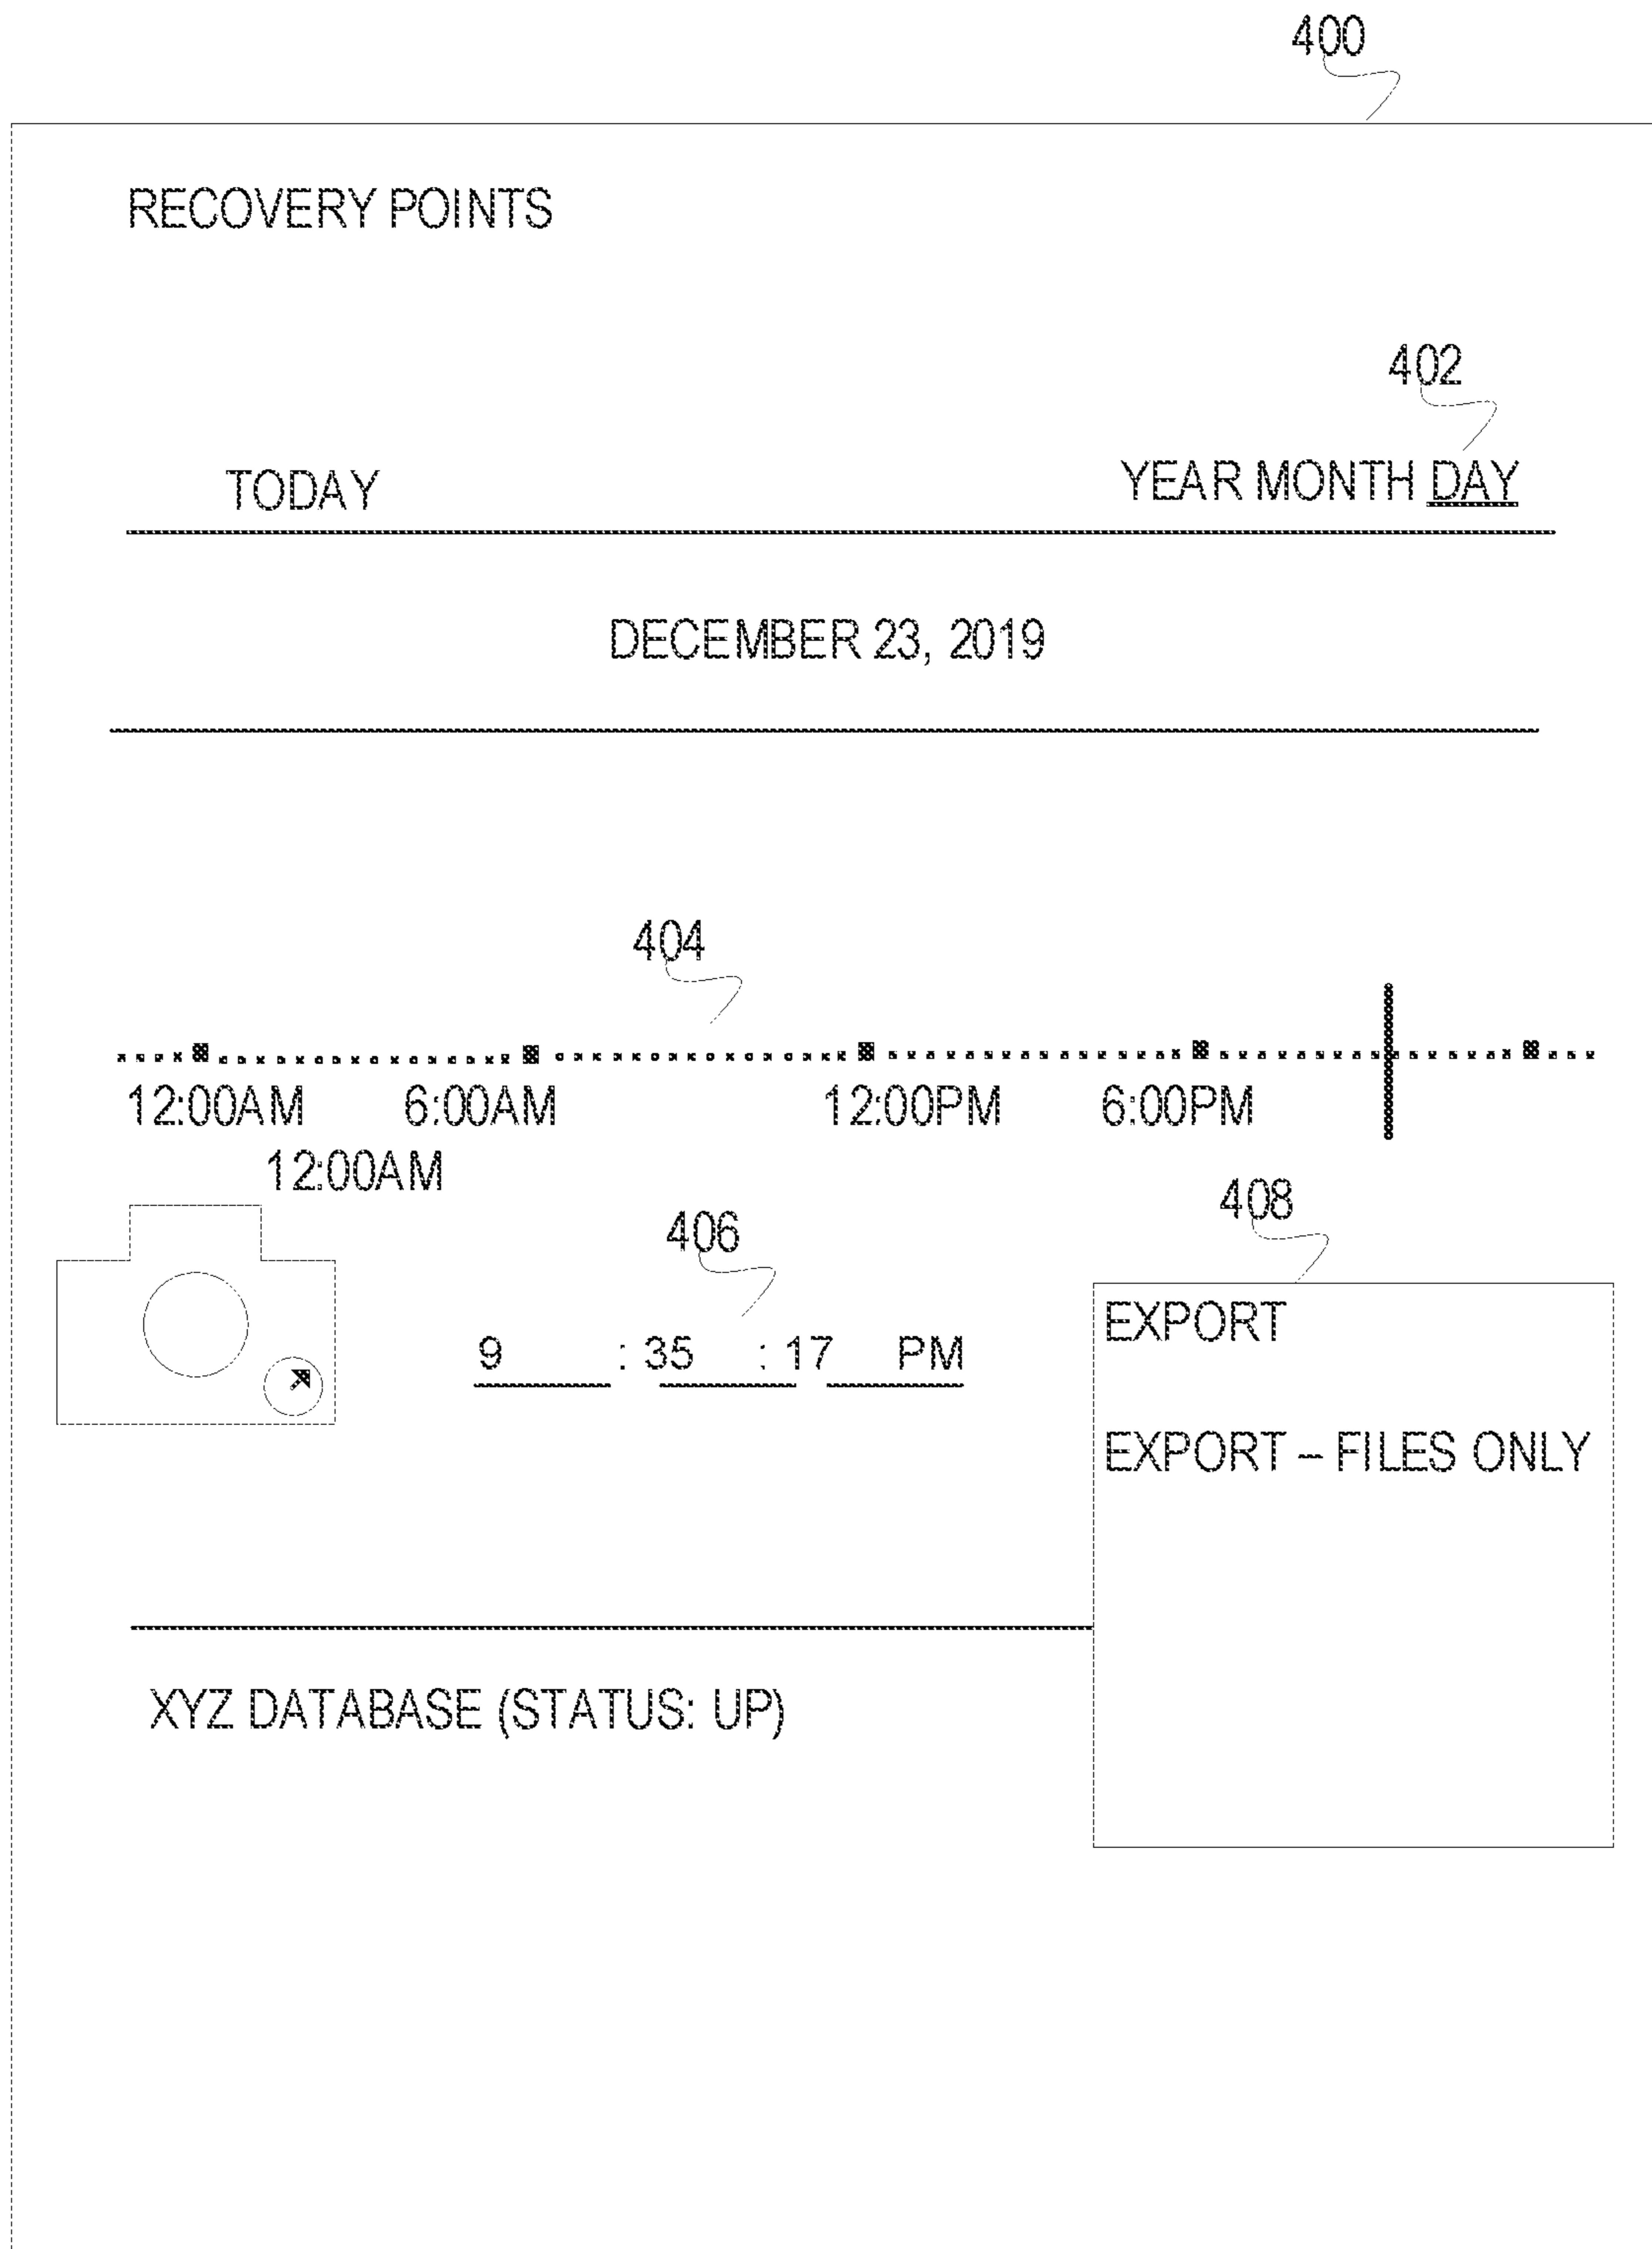 400
RECOVERY POINTS
402
TODAY YEAR MONTH DAY
DECEMBER 23, 2019
404
12:00AM 6:00AM 12:00PM 6:00PM
12:00AM
406 408
9 : 35 : 17 PM
EXPORT
EXPORT – FILES ONLY
XYZ DATABASE (STATUS: UP)